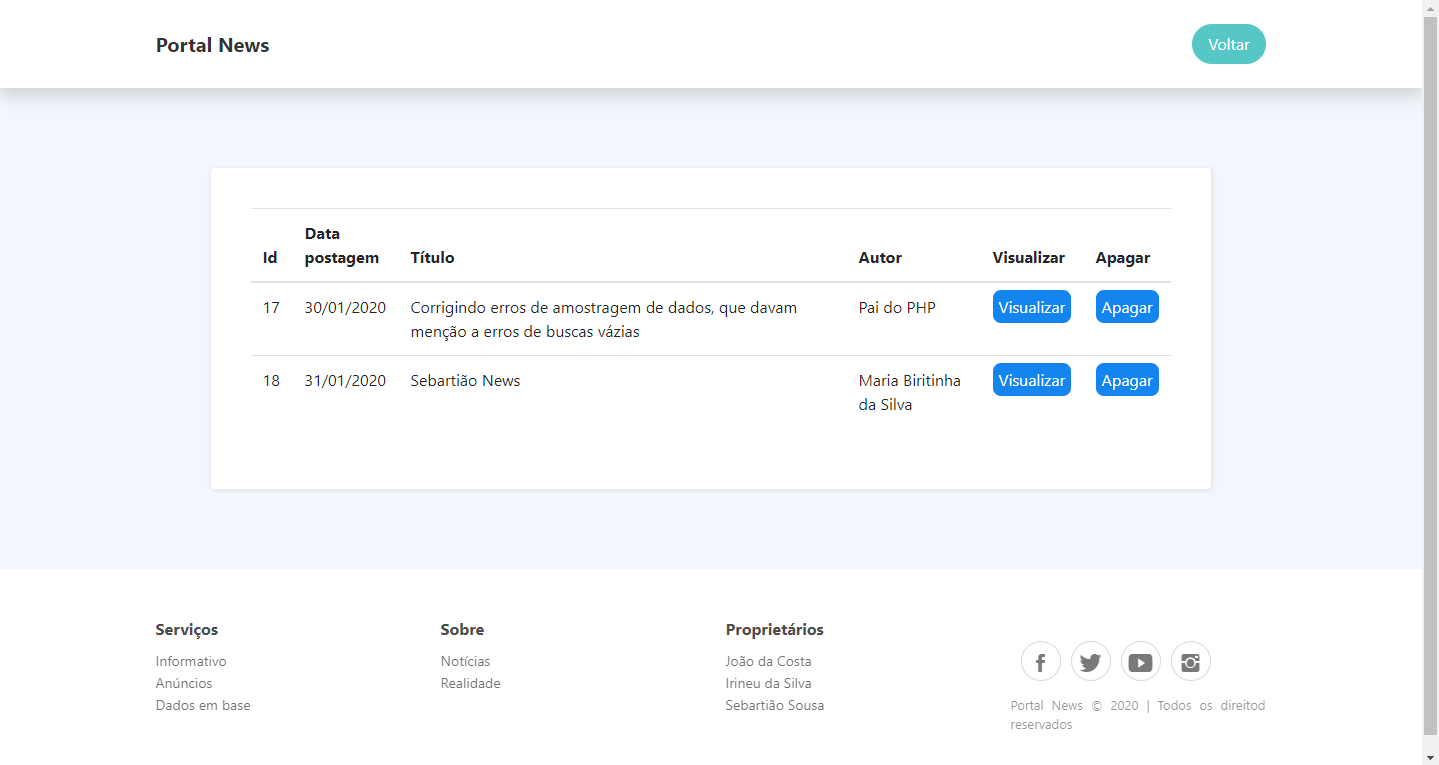 Portal News
Voltar
Id
Data postagem
Título
Autor
Visualizar
Apagar
17
30/01/2020
Corrigindo erros de amostragem de dados, que davam
menção a erros de buscas vázias
Pai do PHP
Visualizar
Apagar
18
31/01/2020
Sebartião News
Maria Biritinha
da Silva
Visualizar
Apagar
Serviços
Informativo
Anúncios
Dados em base
Sobre
Notícias
Realidade
Proprietários
João da Costa
Irineu da Silva
Sebartião Sousa
Portal News © 2020 | Todos os direitod
reservados